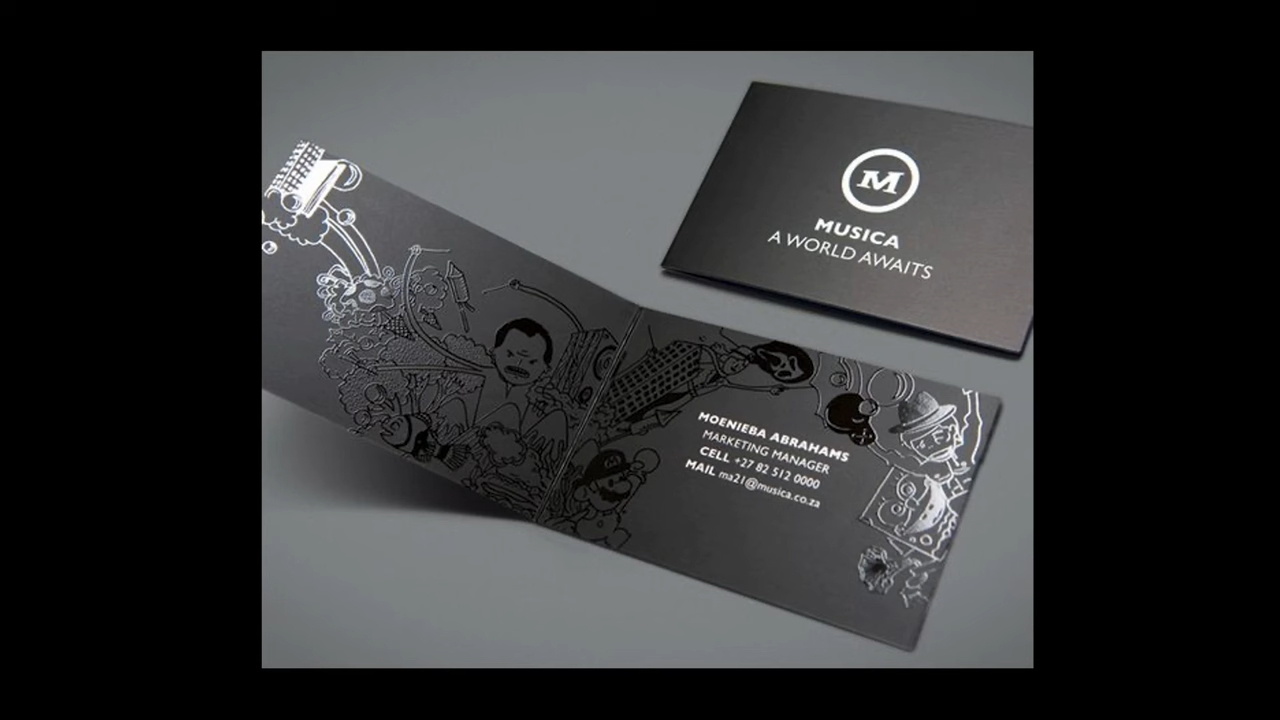 M
MUSICA
A WORLD AWAITS
MOENIEBA ABRAHAMS
MARKETING MANAGER
CELL +27 82 512 0000
MAIL ma21@musica.co.za